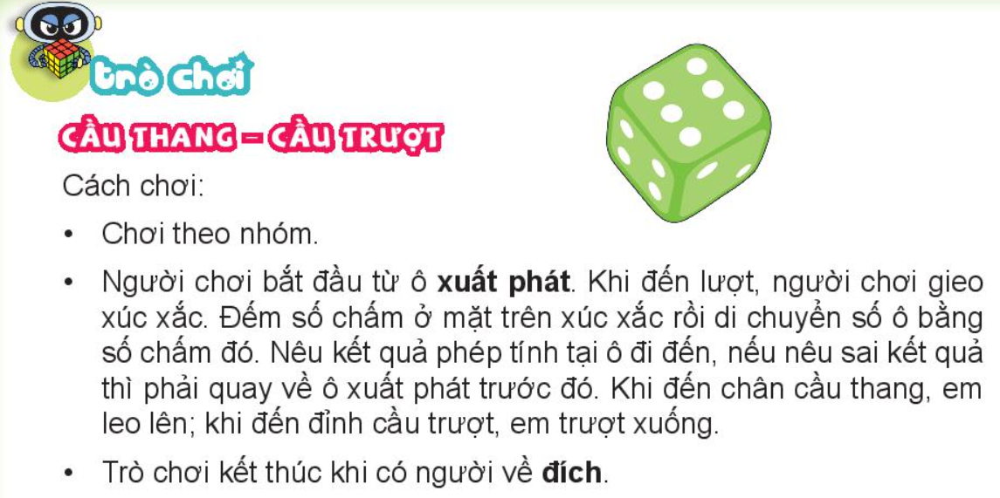 trò chơi
CẦU THANG – CẦU TRƯỢT
Cách chơi:
• Chơi theo nhóm.
• Người chơi bắt đầu từ ô xuất phát. Khi đến lượt, người chơi gieo
xúc xắc. Đếm số chấm ở mặt trên xúc xắc rồi di chuyển số ô bằng
số chấm đó. Nêu kết quả phép tính tại ô đi đến, nếu nêu sai kết quả
thì phải quay về ô xuất phát trước đó. Khi đến chân cầu thang, em
leo lên; khi đến đỉnh cầu trượt, em trượt xuống.
• Trò chơi kết thúc khi có người về đích.